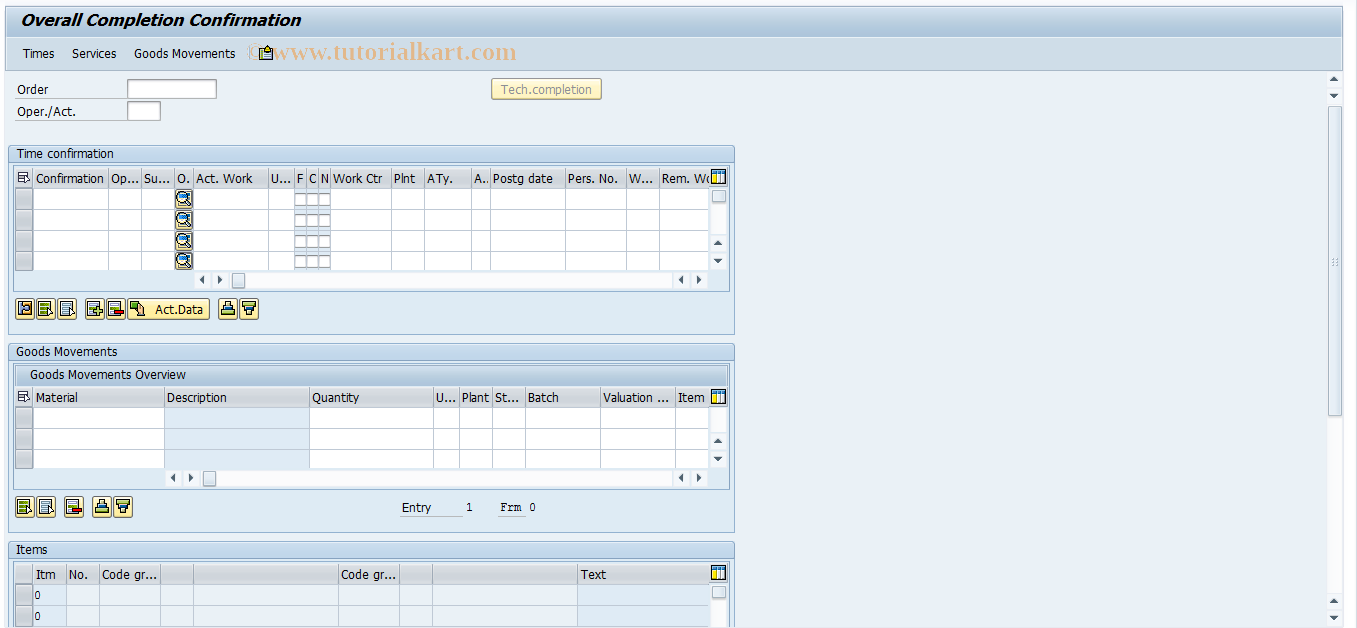 Overall Completion Confirmation
Times Services Goods Movements ©www.tutorialkart.com
Order
Tech.completion
Oper./Act.
Time confirmation
Confirmation Op... Su... O. Act. Work U... F C N Work Ctr Plnt ATy. A.. Postg date Pers. No. W... Rem. Wo
Act.Data
Goods Movements
Goods Movements Overview
Material Description Quantity U... Plant St... Batch Valuation ... Item
Entry 1 Frm 0
Items
Itm No. Code gr... Code gr... Text
0
0